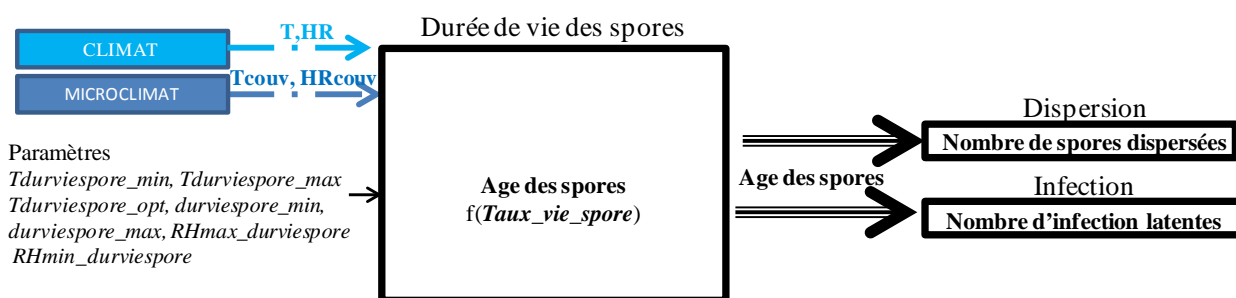 Durée de vie des spores
CLIMAT
T,HR
MICROCLIMAT
Tcouv, HRcouv
Paramètres
Tdurviespore_min, Tdurviespore_max
Tdurviespore_opt, durviespore_min,
durviespore_max, RHmax_durviespore
RHmin_durviespore
Age des spores
f(Taux_vie_spore)
Age des spores
Dispersion
Nombre de spores dispersées
Infection
Nombre d’infection latentes